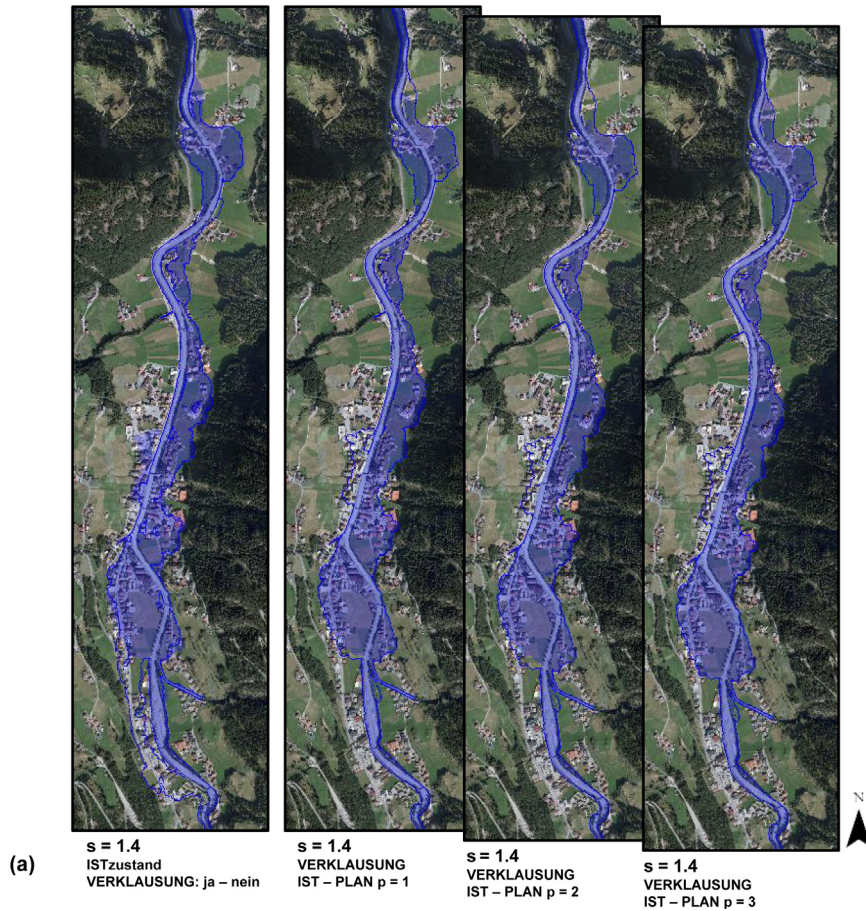 N
(a)
s = 1.4
ISTzustand
VERKLAUSUNG: ja – nein
s = 1.4
VERKLAUSUNG
IST – PLAN p = 1
s = 1.4
VERKLAUSUNG
IST – PLAN p = 2
s = 1.4
VERKLAUSUNG
IST – PLAN p = 3